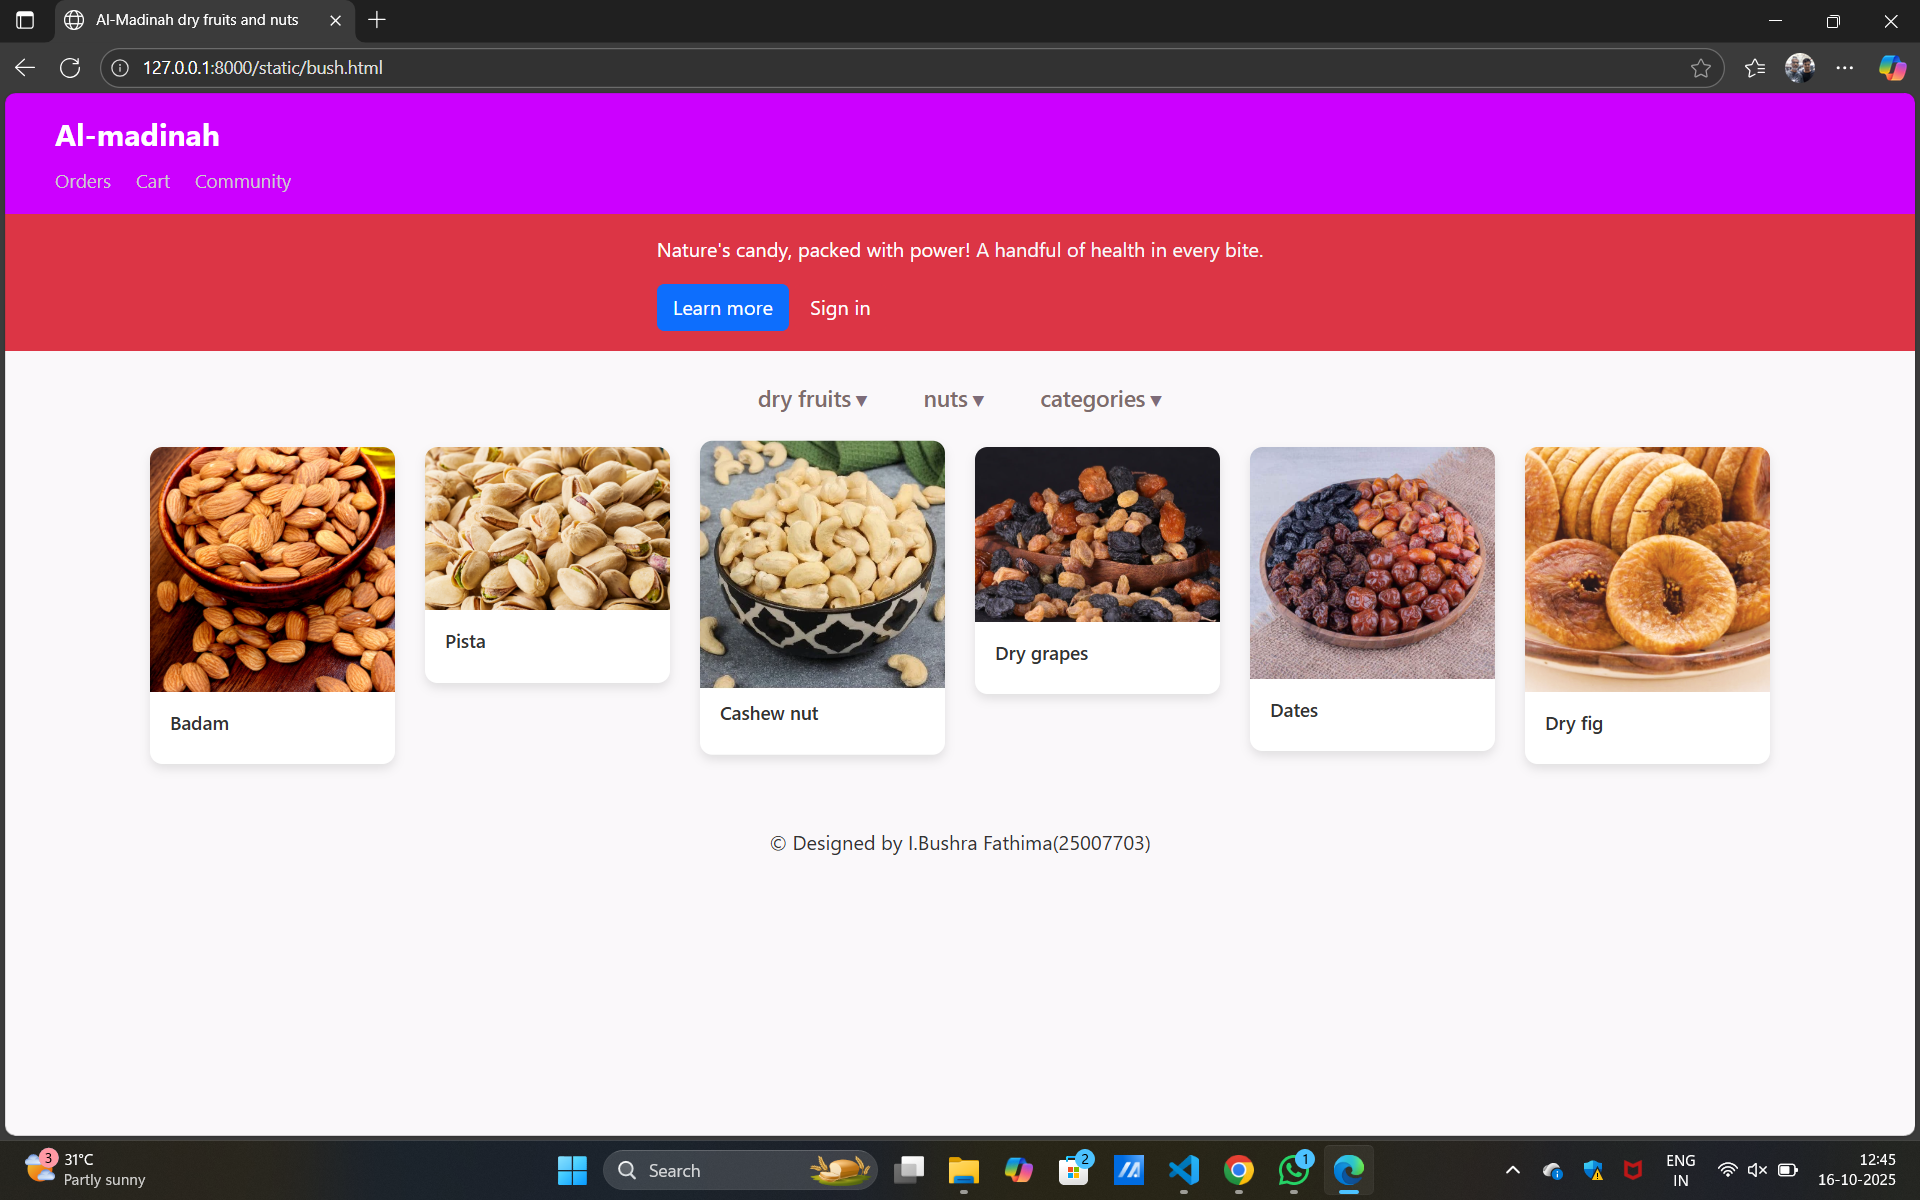 Al-Madinah dry fruits and nuts
127.0.0.1:8000/static/bush.html
Al-madinah
Orders Cart Community
Nature's candy, packed with power! A handful of health in every bite.
Learn more Sign in
dry fruits ▾ nuts ▾ categories ▾
Badam
Pista
Cashew nut
Dry grapes
Dates
Dry fig
© Designed by I.Bushra Fathima(25007703)
3
31°C
Partly sunny
Search
2
1
ENG
IN
12:45
16-10-2025